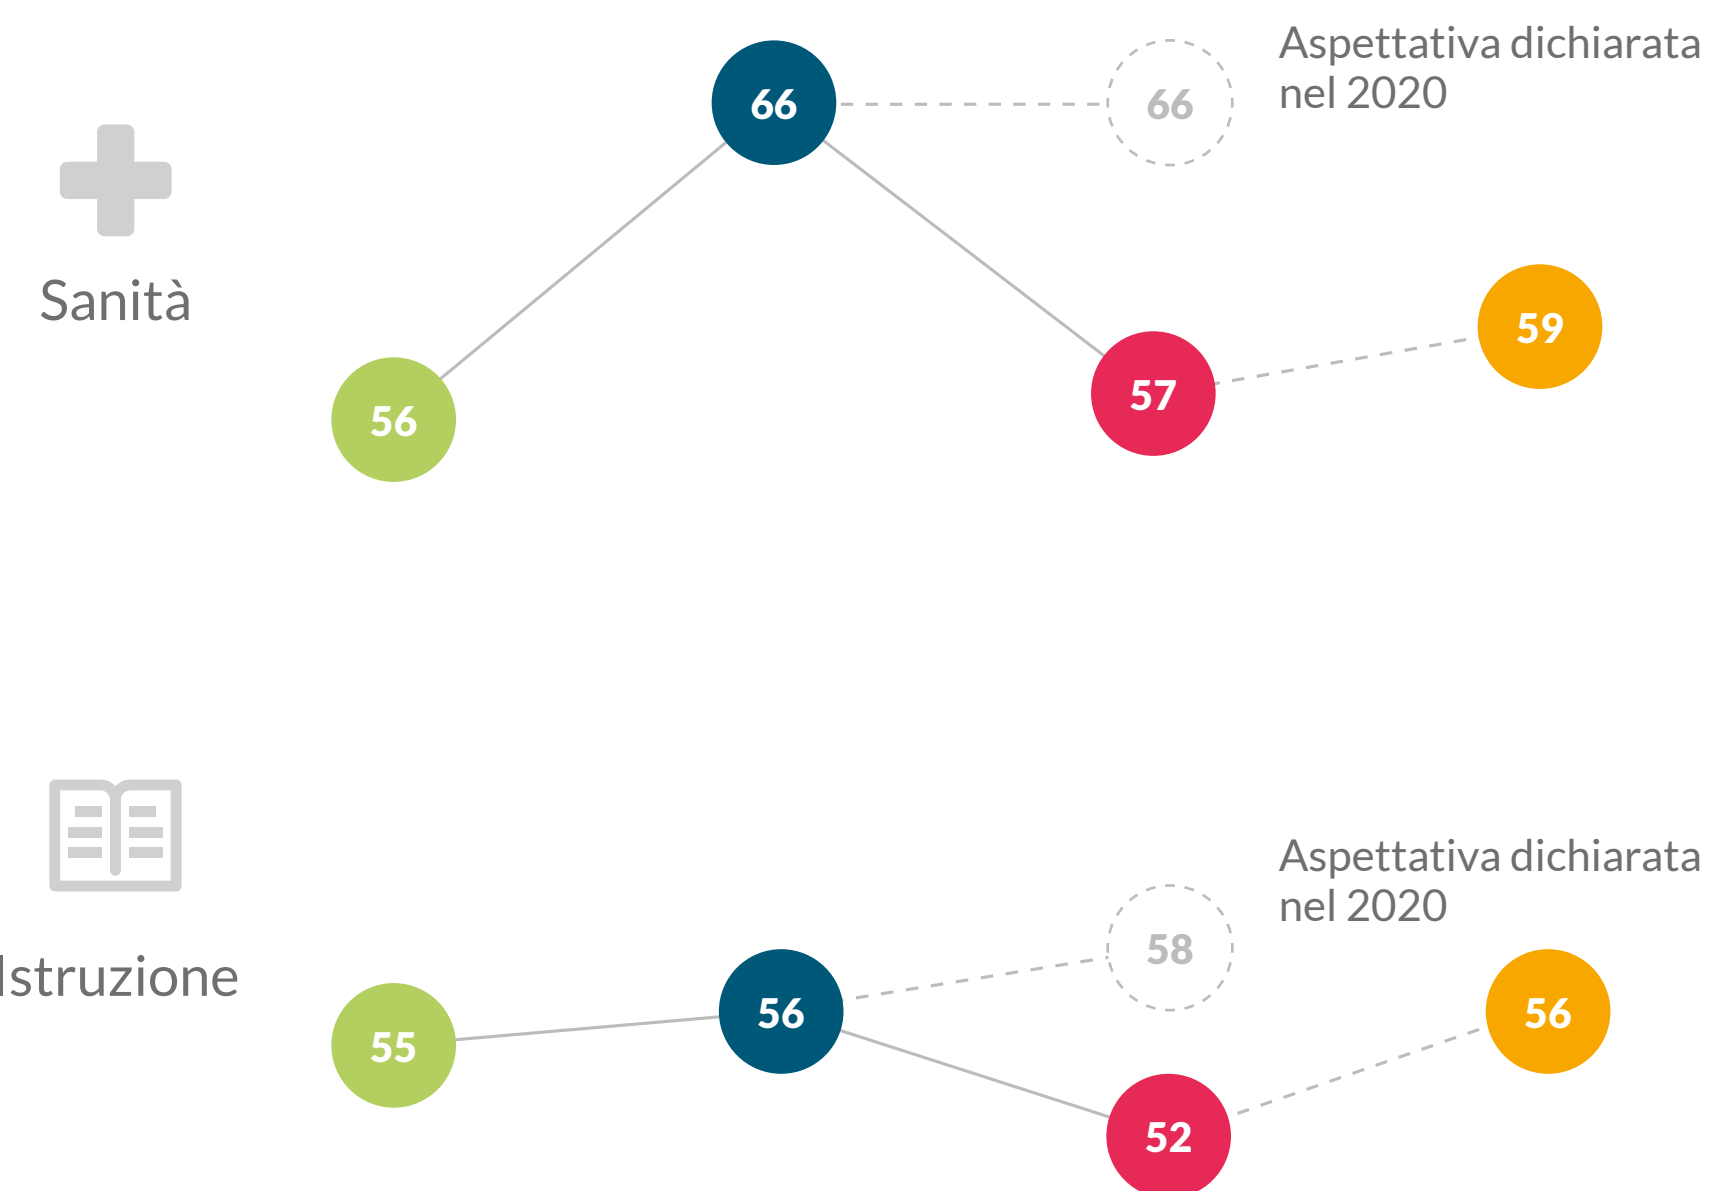 66
66
Aspettativa dichiarata
nel 2020
Sanità
56
57
59
Istruzione
55
56
58
Aspettativa dichiarata
nel 2020
52
56